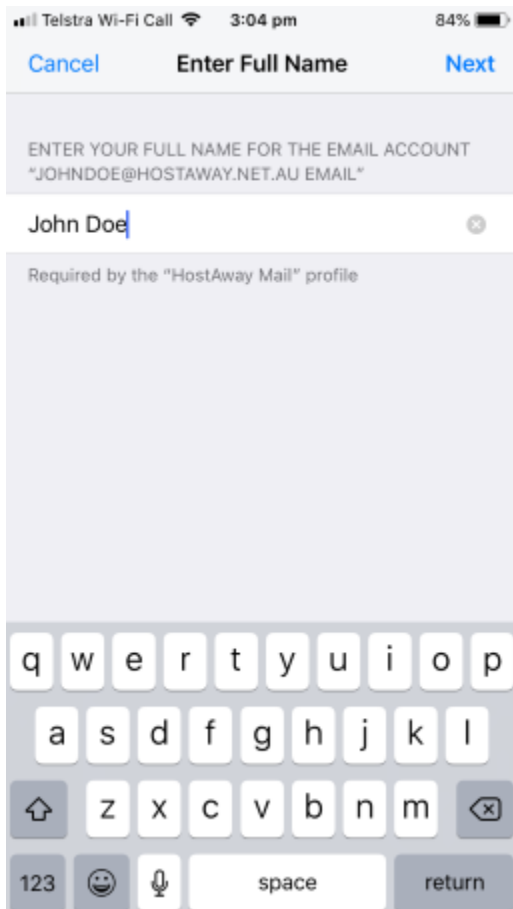 Telstra Wi-Fi Call 3:04 pm 84%
Cancel Enter Full Name Next
ENTER YOUR FULL NAME FOR THE EMAIL ACCOUNT
“JOHNDOE@HOSTAWAY.NET.AU EMAIL”
John Doe
Required by the “HostAway Mail” profile
q w e r t y u i o p
a s d f g h j k l
z x c v b n m
123 space return